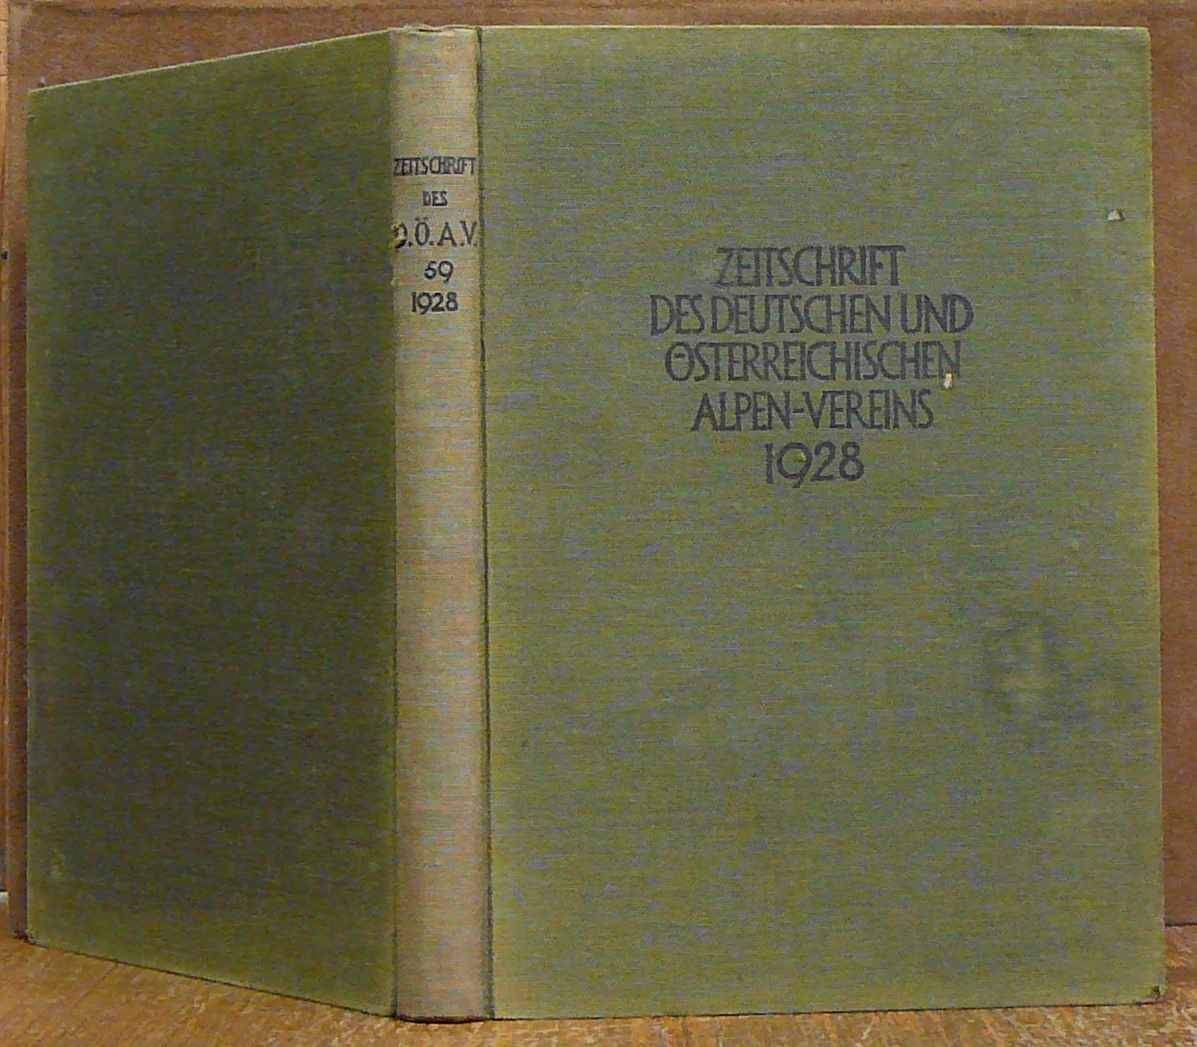 ZEITSCHRIFT
DES
D.Ö.A.V.
59
1928
ZEITSCHRIFT
DES DEUTSCHEN UND
ÖSTERREICHISCHEN
ALPEN-VEREINS
1928